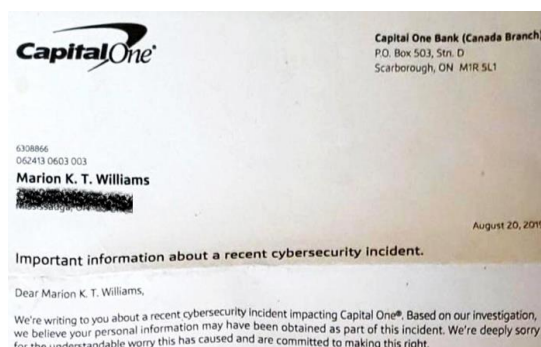 Capital One®
Capital One Bank (Canada Branch)
P.O. Box 503, Stn. D
Scarborough, ON M1R 5L1
6308866
062413 0603 003
Marion K. T. Williams
August 20, 201
Important information about a recent cybersecurity incident.
Dear Marion K. T. Williams,
We're writing to you about a recent cybersecurity incident impacting Capital One®. Based on our investigation,
we believe your personal information may have been obtained as part of this incident. We're deeply sorry
for the understandable worry this has caused and are committed to making this right.